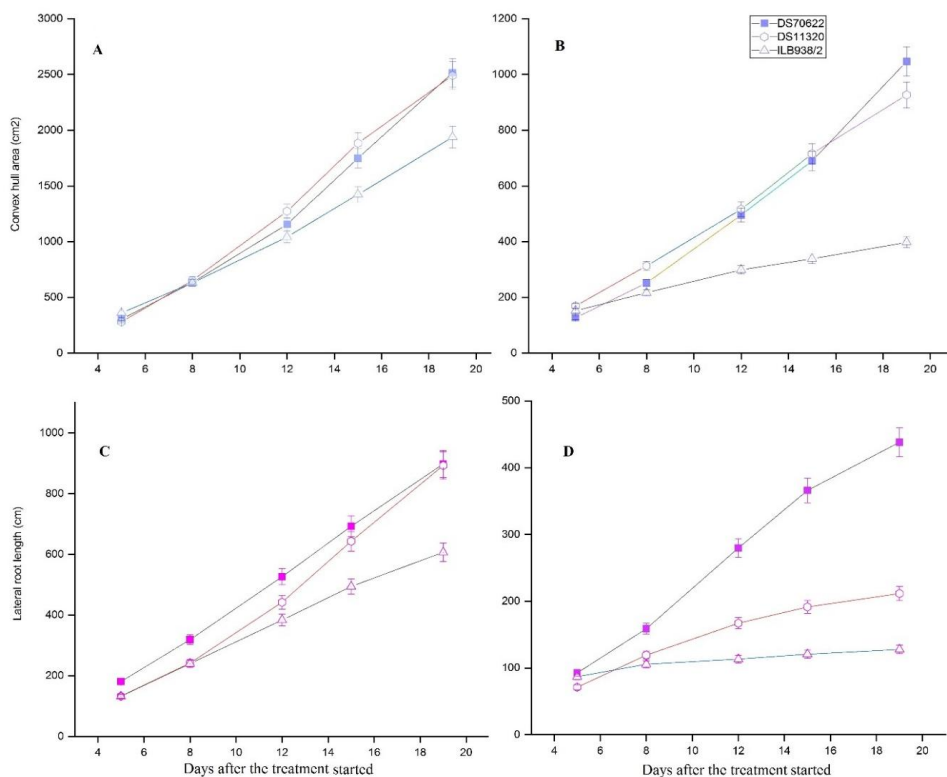 A
Convex hull area (cm2)
3000
2500
2000
1500
1000
500
0
4 6 8 10 12 14 16 18 20
B
DS70622
DS11320
ILB938/2
1200
1000
800
600
400
200
0
4 6 8 10 12 14 16 18 20
C
Lateral root length (cm)
1000
800
600
400
200
0
4 6 8 10 12 14 16 18 20
Days after the treatment started
D
500
400
300
200
100
0
4 6 8 10 12 14 16 18 20
Days after the treatment started